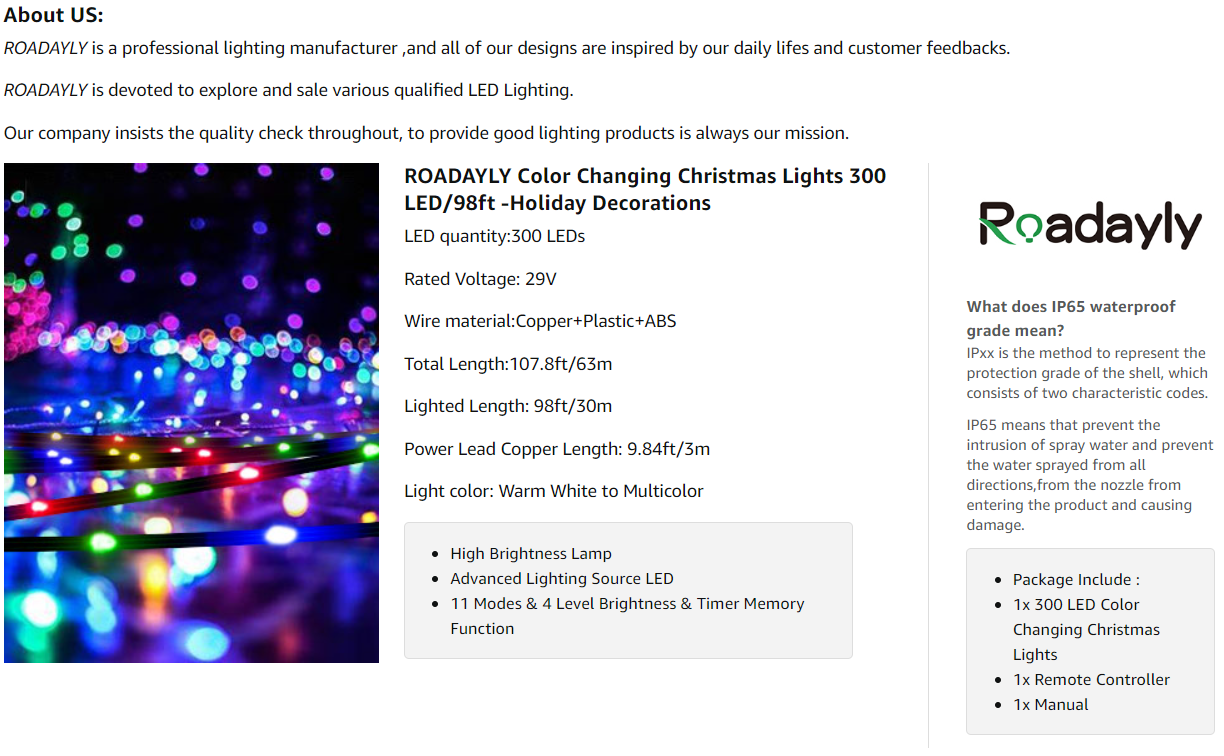 About US:
ROADAYLY is a professional lighting manufacturer ,and all of our designs are inspired by our daily lifes and customer feedbacks.
ROADAYLY is devoted to explore and sale various qualified LED Lighting.
Our company insists the quality check throughout, to provide good lighting products is always our mission.
ROADAYLY Color Changing Christmas Lights 300
LED/98ft -Holiday Decorations
LED quantity:300 LEDs
Rated Voltage: 29V
Wire material:Copper+Plastic+ABS
Total Length:107.8ft/63m
Lighted Length: 98ft/30m
Power Lead Copper Length: 9.84ft/3m
Light color: Warm White to Multicolor
• High Brightness Lamp
• Advanced Lighting Source LED
• 11 Modes & 4 Level Brightness & Timer Memory
Function
Roadayly
What does IP65 waterproof
grade mean?
IPxx is the method to represent the
protection grade of the shell, which
consists of two characteristic codes.
IP65 means that prevent the
intrusion of spray water and prevent
the water sprayed from all
directions,from the nozzle from
entering the product and causing
damage.
• Package Include :
• 1x 300 LED Color
Changing Christmas
Lights
• 1x Remote Controller
• 1x Manual